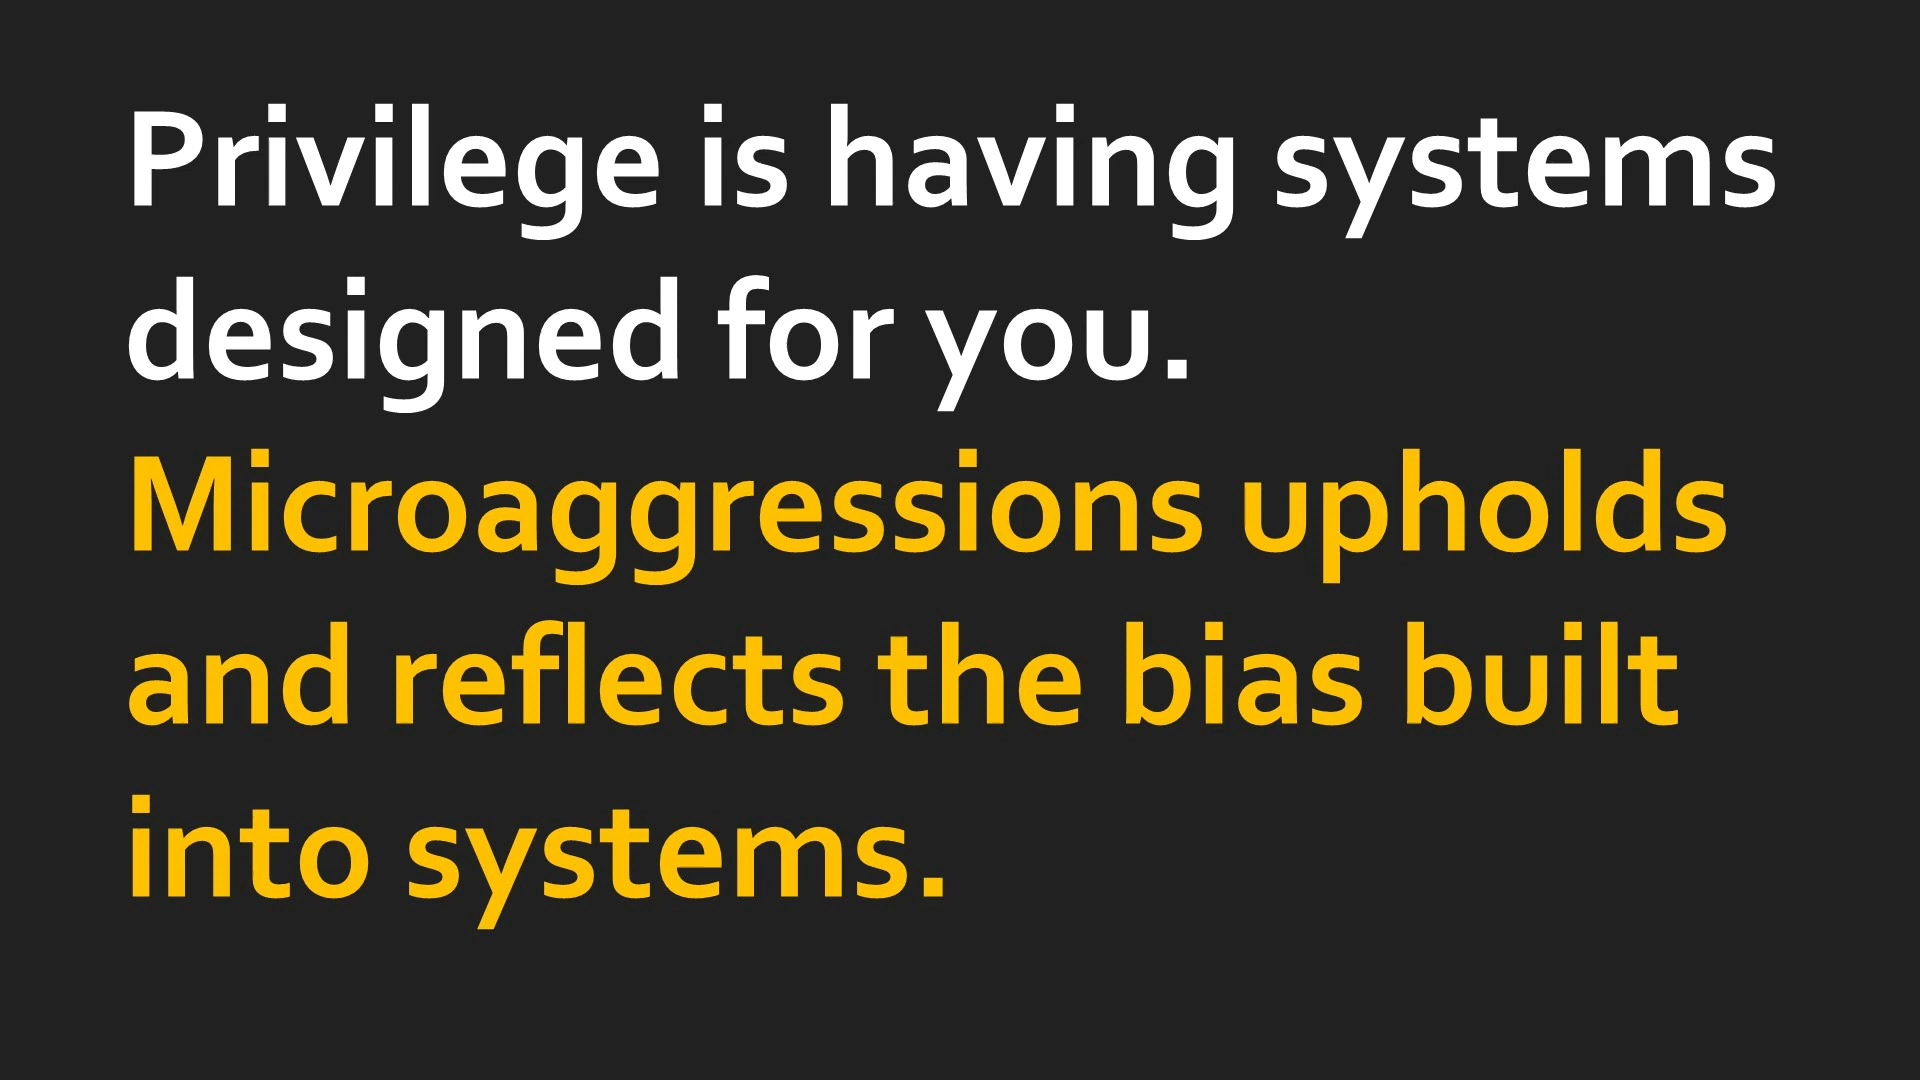 Privilege is having systems
designed for you.
Microaggressions upholds
and reflects the bias built
into systems.